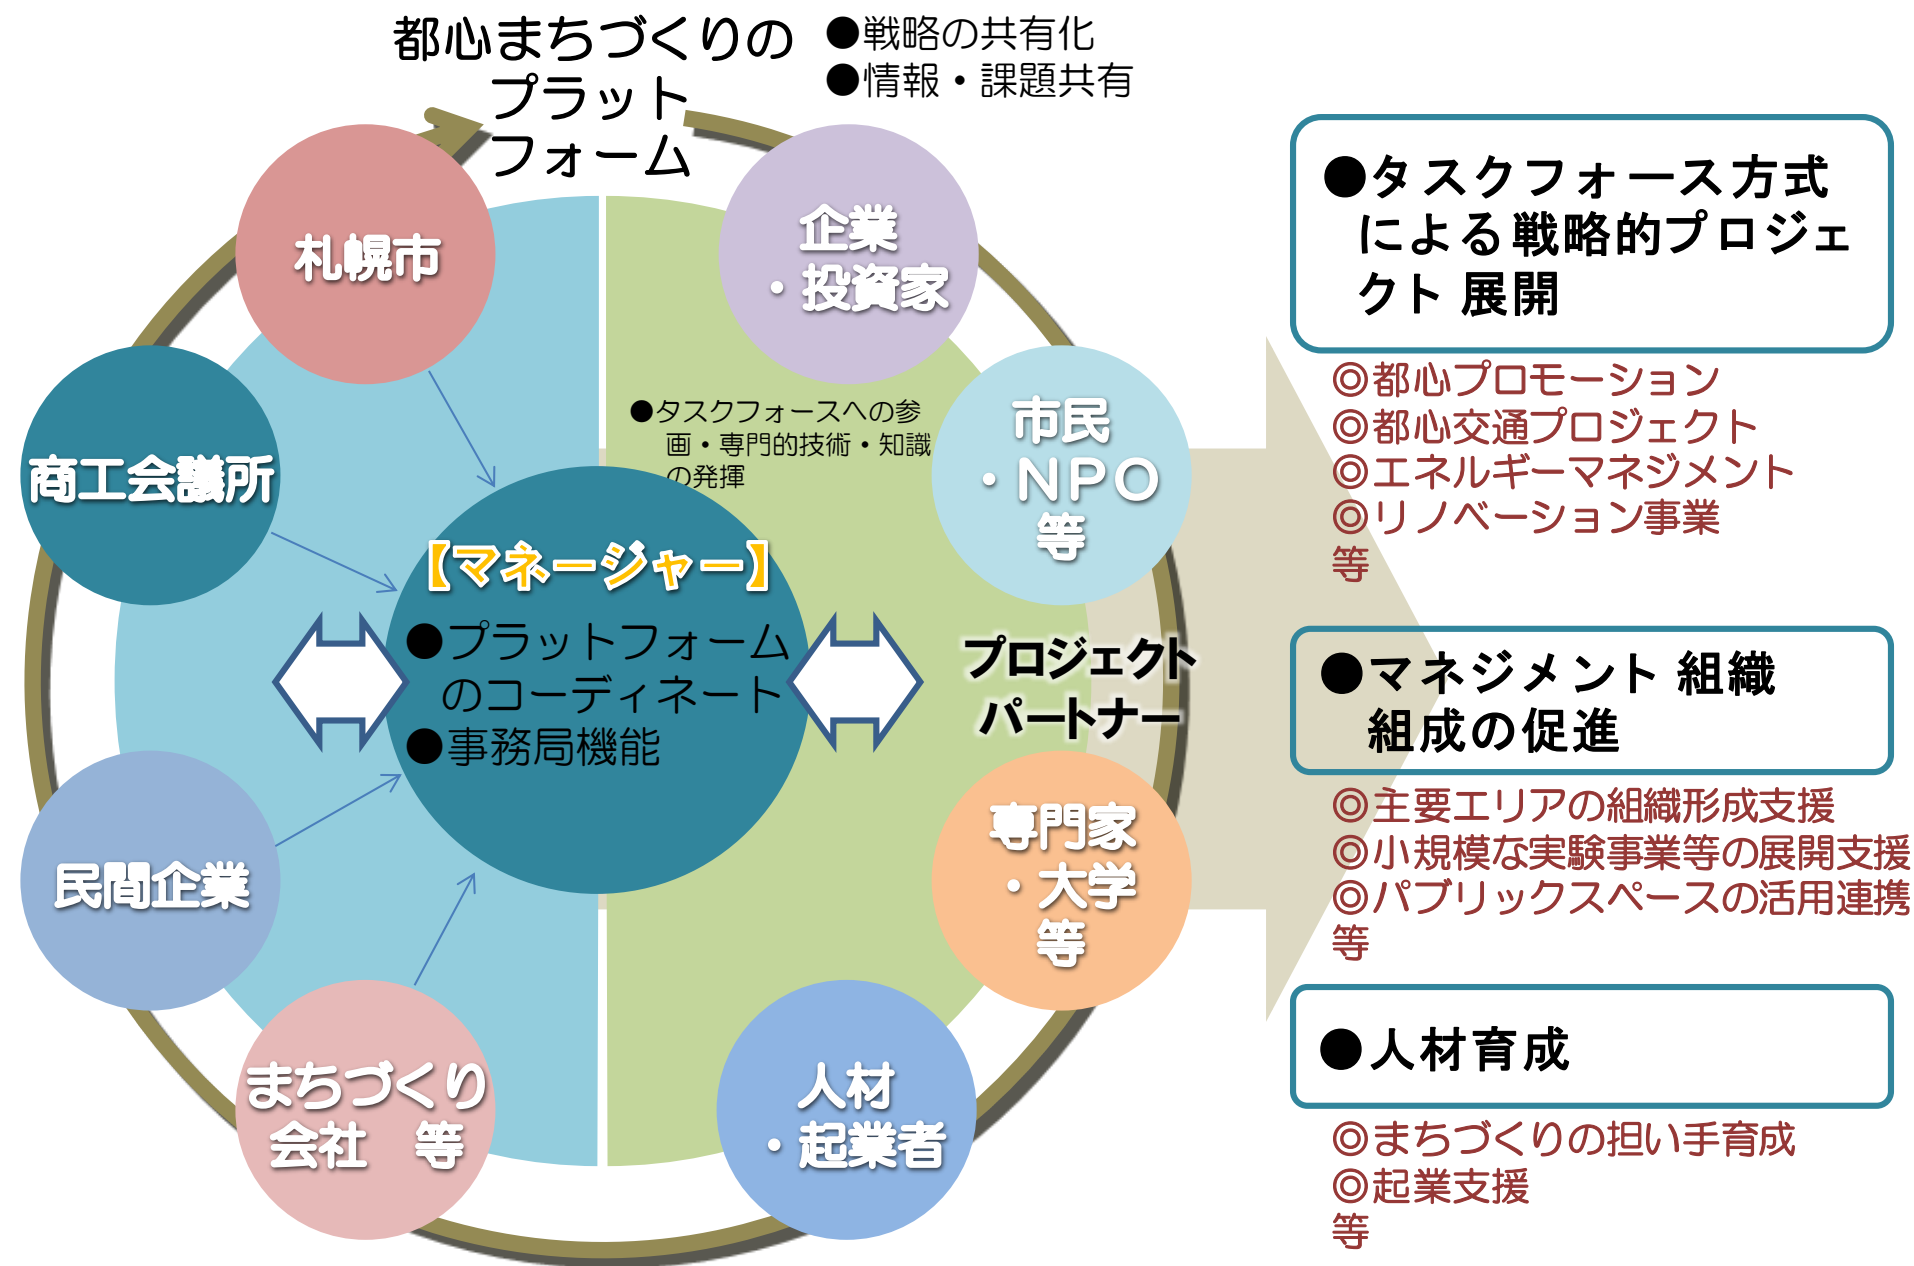 都心まちづくりの
プラット
フォーム
●戦略の共有化
●情報・課題共有
札幌市
商工会議所
民間企業
まちづくり
会社　等
企業
・投資家
市民
・ＮＰＯ
等
●タスクフォースへの参
画・専門的技術・知識
の発揮
【マネージャー】
●プラットフォーム
のコーディネート
●事務局機能
プロジェクト
パートナー
専門家
・大学
等
人材
・起業者
●タスクフォース方式
による戦略的プロジェ
クト 展開
◎都心プロモーション
◎都心交通プロジェクト
◎エネルギーマネジメント
◎リノベーション事業
等
●マネジメント 組織
組成の促進
◎主要エリアの組織形成支援
◎小規模な実験事業等の展開支援
◎パブリックスペースの活用連携
等
●人材育成
◎まちづくりの担い手育成
◎起業支援
等